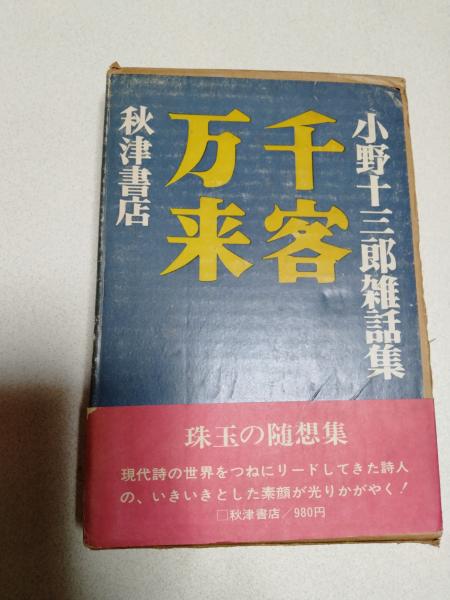 小野十三郎雑話集
千客
万来
秋津書店
珠玉の随想集
現代詩の世界をつねにリードしてきた詩人
の、いきいきとした素顔が光りかがやく！
□秋津書店／980円